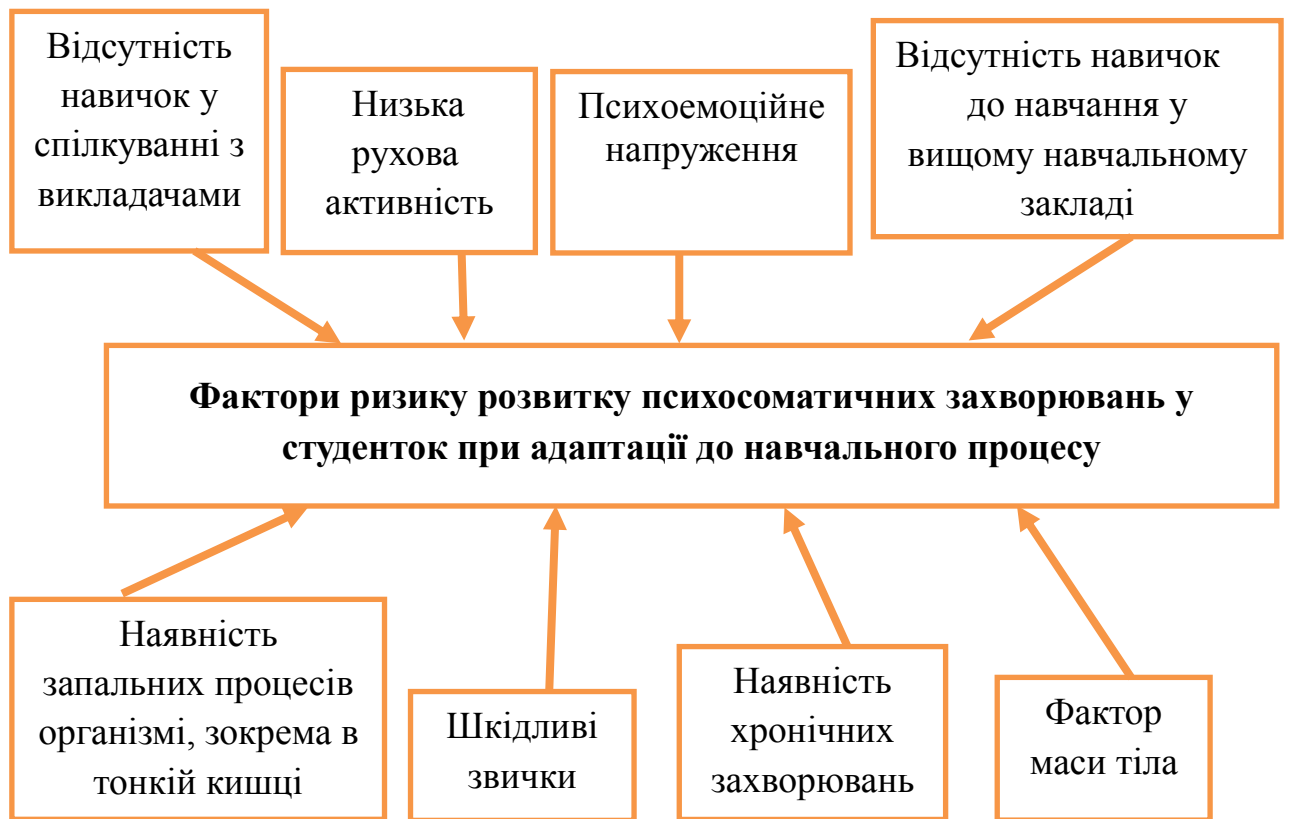 Відсутність
навичок у
спілкуванні з
викладачами
Низька
рухова
активність
Психоемоційне
напруження
Відсутність навичок
до навчання у
вищому навчальному
закладі
Фактори ризику розвитку психосоматичних захворювань у
студенток при адаптації до навчального процесу
Наявність
запальних процесів
організмі, зокрема в
тонкій кишці
Шкідливі
звички
Наявність
хронічних
захворювань
Фактор
маси тіла